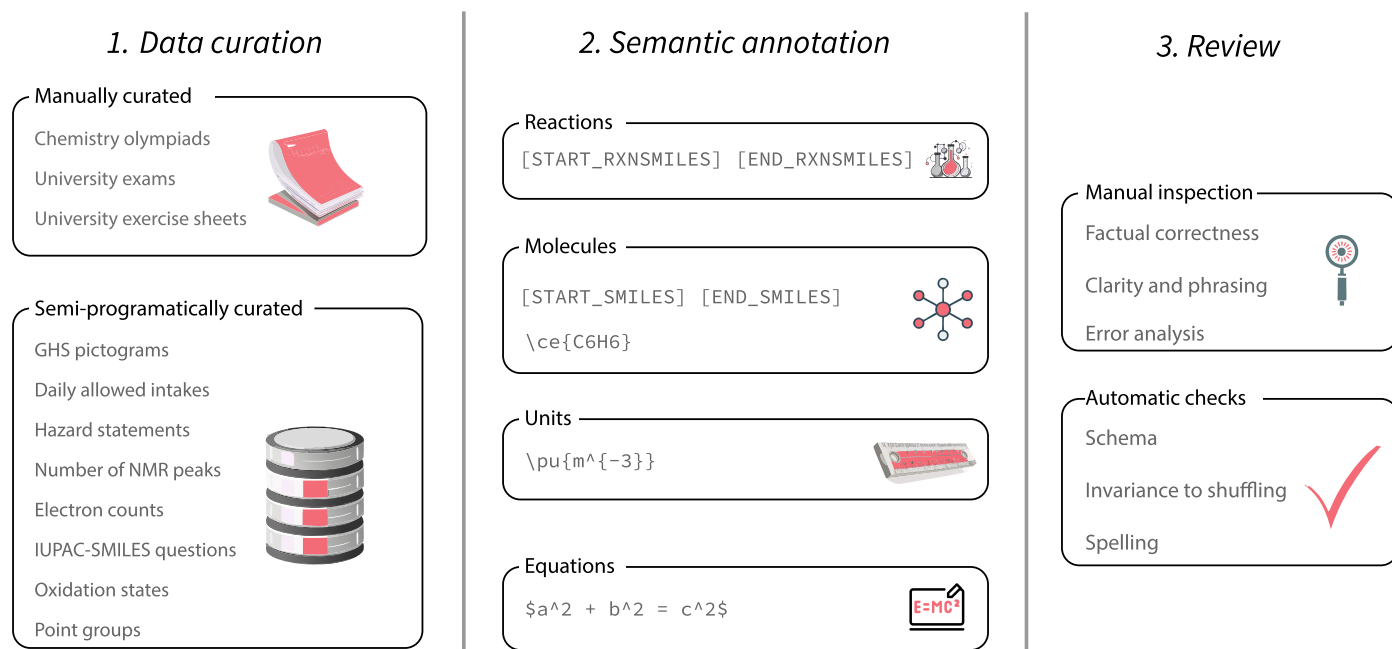 1. Data curation
Manually curated
Chemistry olympiads
University exams
University exercise sheets
Semi-programatically curated
GHS pictograms
Daily allowed intakes
Hazard statements
Number of NMR peaks
Electron counts
IUPAC-SMILES questions
Oxidation states
Point groups
2. Semantic annotation
Reactions
[START_RXNSMILES] [END_RXNSMILES]
Molecules
[START_SMILES] [END_SMILES]
\ce{C6H6}
Units
\pu{m^{-3}}
Equations
$a^2 + b^2 = c^2$
E=MC²
3. Review
Manual inspection
Factual correctness
Clarity and phrasing
Error analysis
Automatic checks
Schema
Invariance to shuffling
Spelling